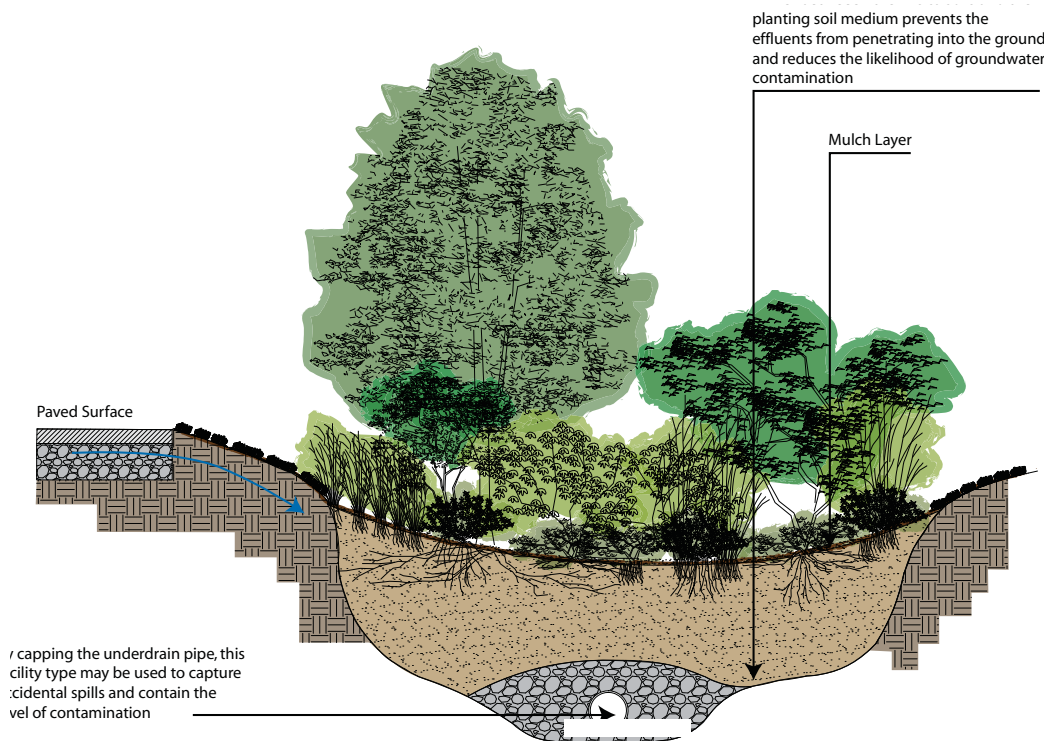 planting soil medium prevents the
effluents from penetrating into the ground
and reduces the likelihood of groundwater
contamination
Mulch Layer
Paved Surface
capping the underdrain pipe, this
cility type may be used to capture
cidental spills and contain the
vel of contamination